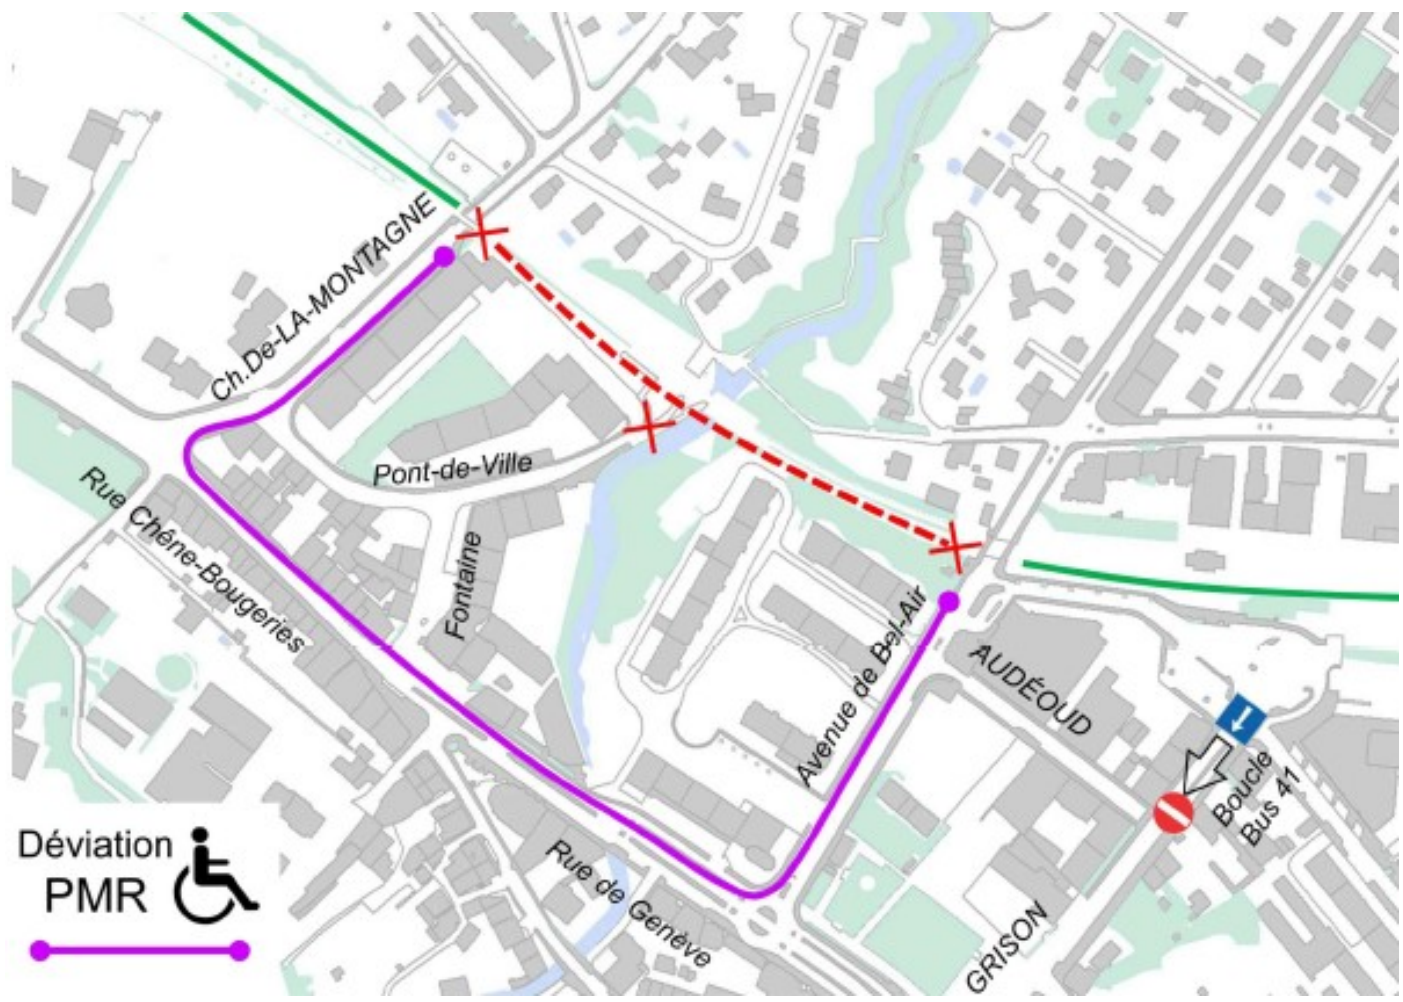 Ch.De-LA-MONTAGNE
Pont-de-Ville
Rue Chêne-Bougeries
Fontaine
Avenue de Bel-Air
AUDÉOUD
Boucle
Bus 41
Déviation
PMR
Rue de Genève
GRISON